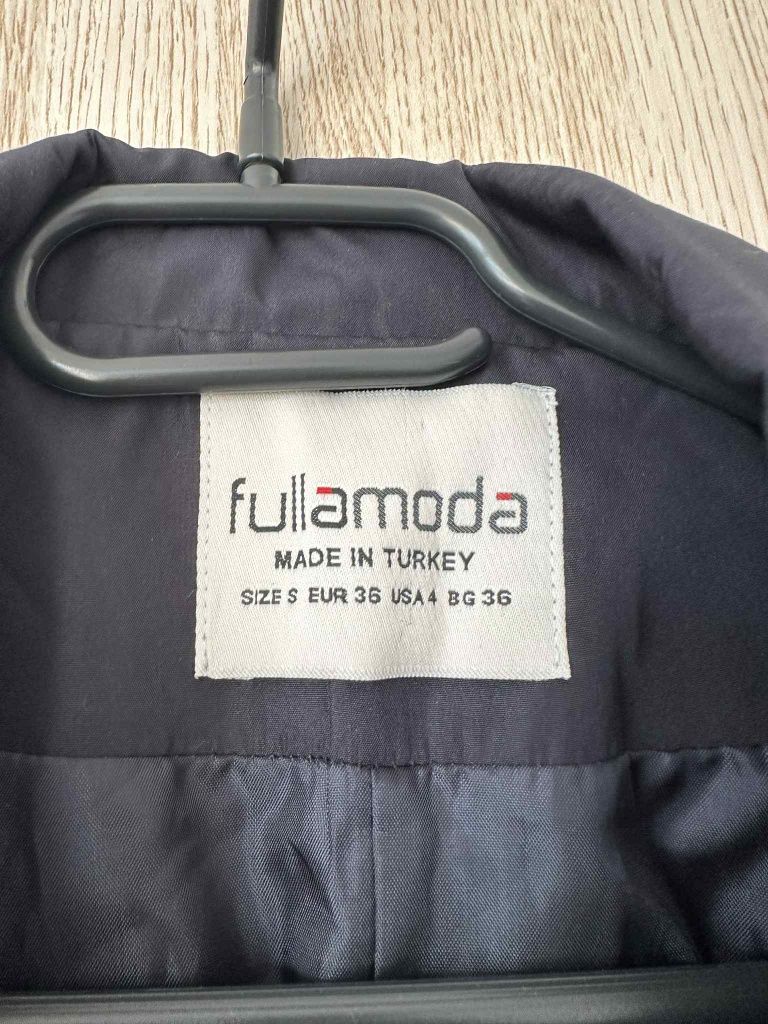 fullamoda
MADE IN TURKEY
SIZE S EUR 36 USA 4 BG 36